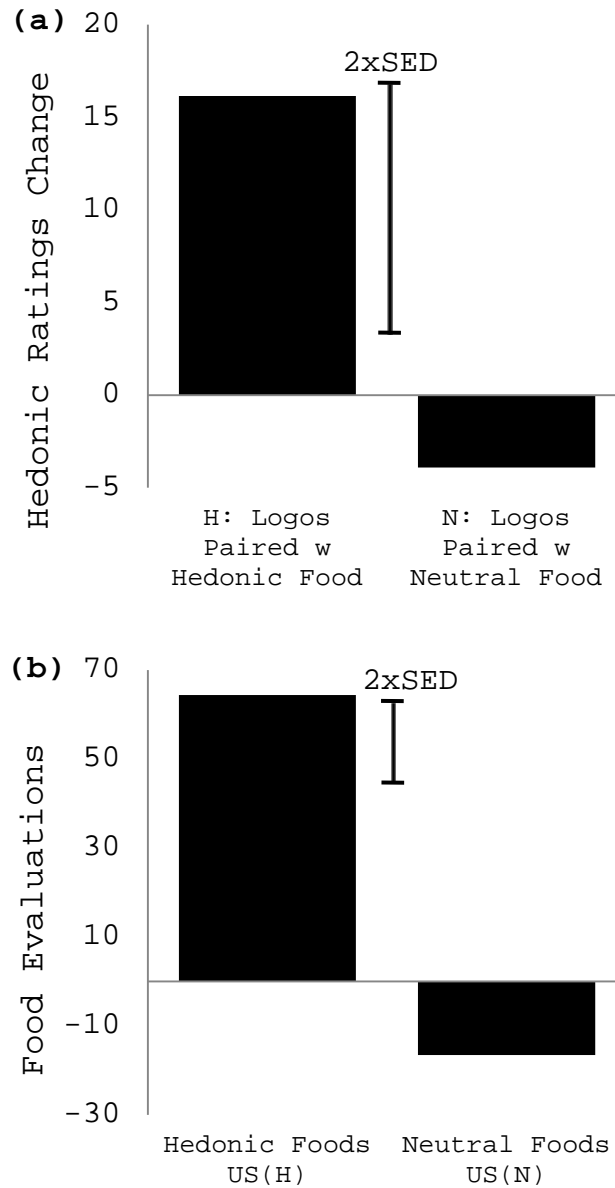 (a)
Hedonic Ratings Change
20
15
10
5
0
-5
2xSED
H: Logos
Paired w
Hedonic Food
N: Logos
Paired w
Neutral Food
(b)
Food Evaluations
70
50
30
10
-10
-30
2xSED
Hedonic Foods
US(H)
Neutral Foods
US(N)